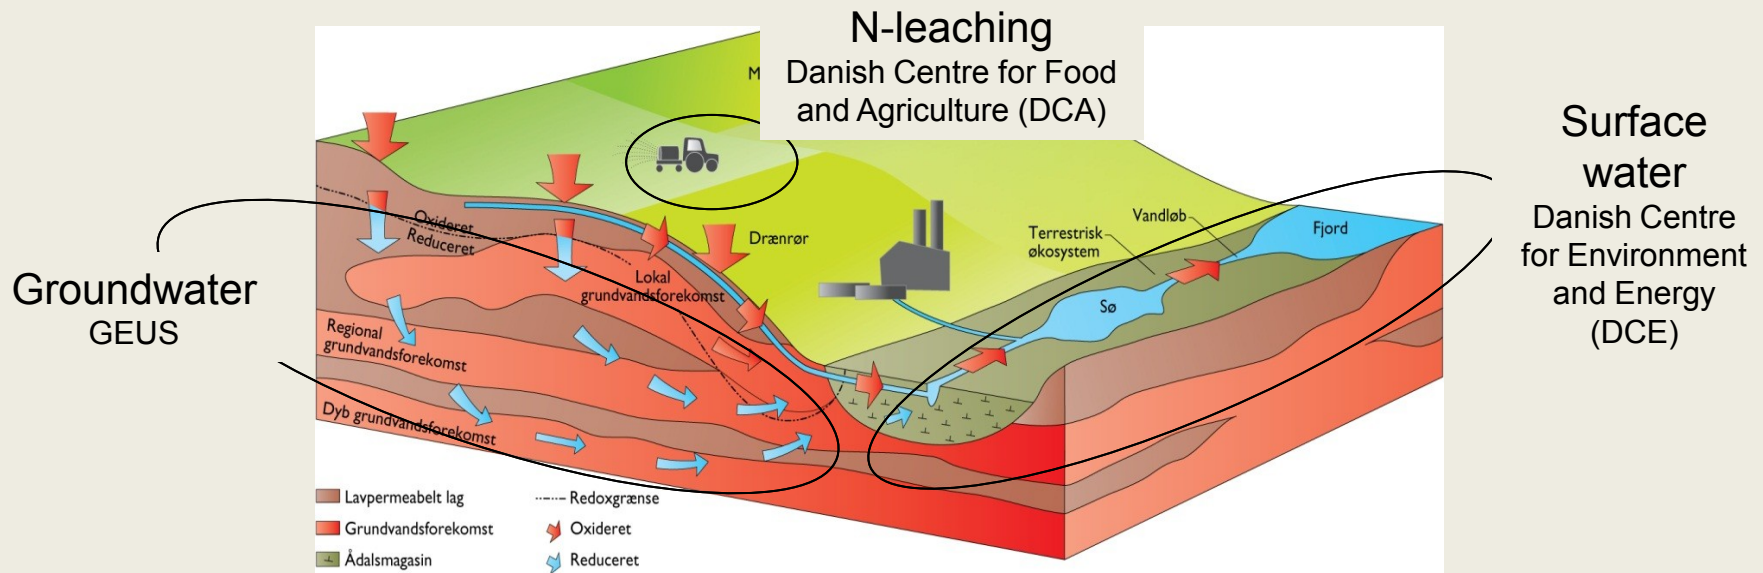 N-leaching
Danish Centre for Food
and Agriculture (DCA)
Surface
water
Danish Centre
for Environment
and Energy
(DCE)
Groundwater
GEUS
Oxideret
Reduceret
Lokal
grundvandsforekomst
Drænrør
Terrestrisk
økosystem
Vandløb
Fjord
Sø
Regional
grundvandsforekomst
Dyb grundvandsforekomst
Lavpermeabelt lag
Grundvandsforekomst
Ådalsmagasin
Redoxgrænse
Oxideret
Reduceret